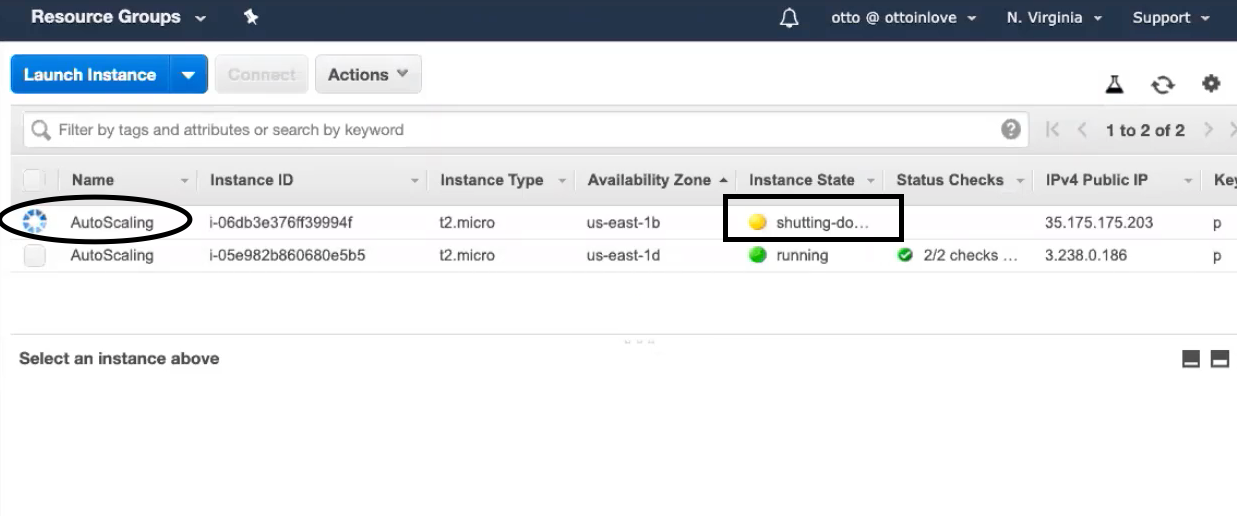 Resource Groups otto @ ottoinlove N. Virginia Support
Launch Instance Connect Actions
Filter by tags and attributes or search by keyword ? 1 to 2 of 2
Name Instance ID Instance Type Availability Zone Instance State Status Checks IPv4 Public IP Key
AutoScaling i-06db3e376ff39994f t2.micro us-east-1b shutting-do... 35.175.175.203 p
AutoScaling i-05e982b860680e5b5 t2.micro us-east-1d running 2/2 checks ... 3.238.0.186 p
Select an instance above